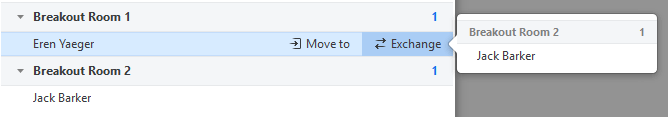 Breakout Room 1 1
Eren Yaeger Move to Exchange
Breakout Room 2 1
Jack Barker
Breakout Room 2 1
Jack Barker